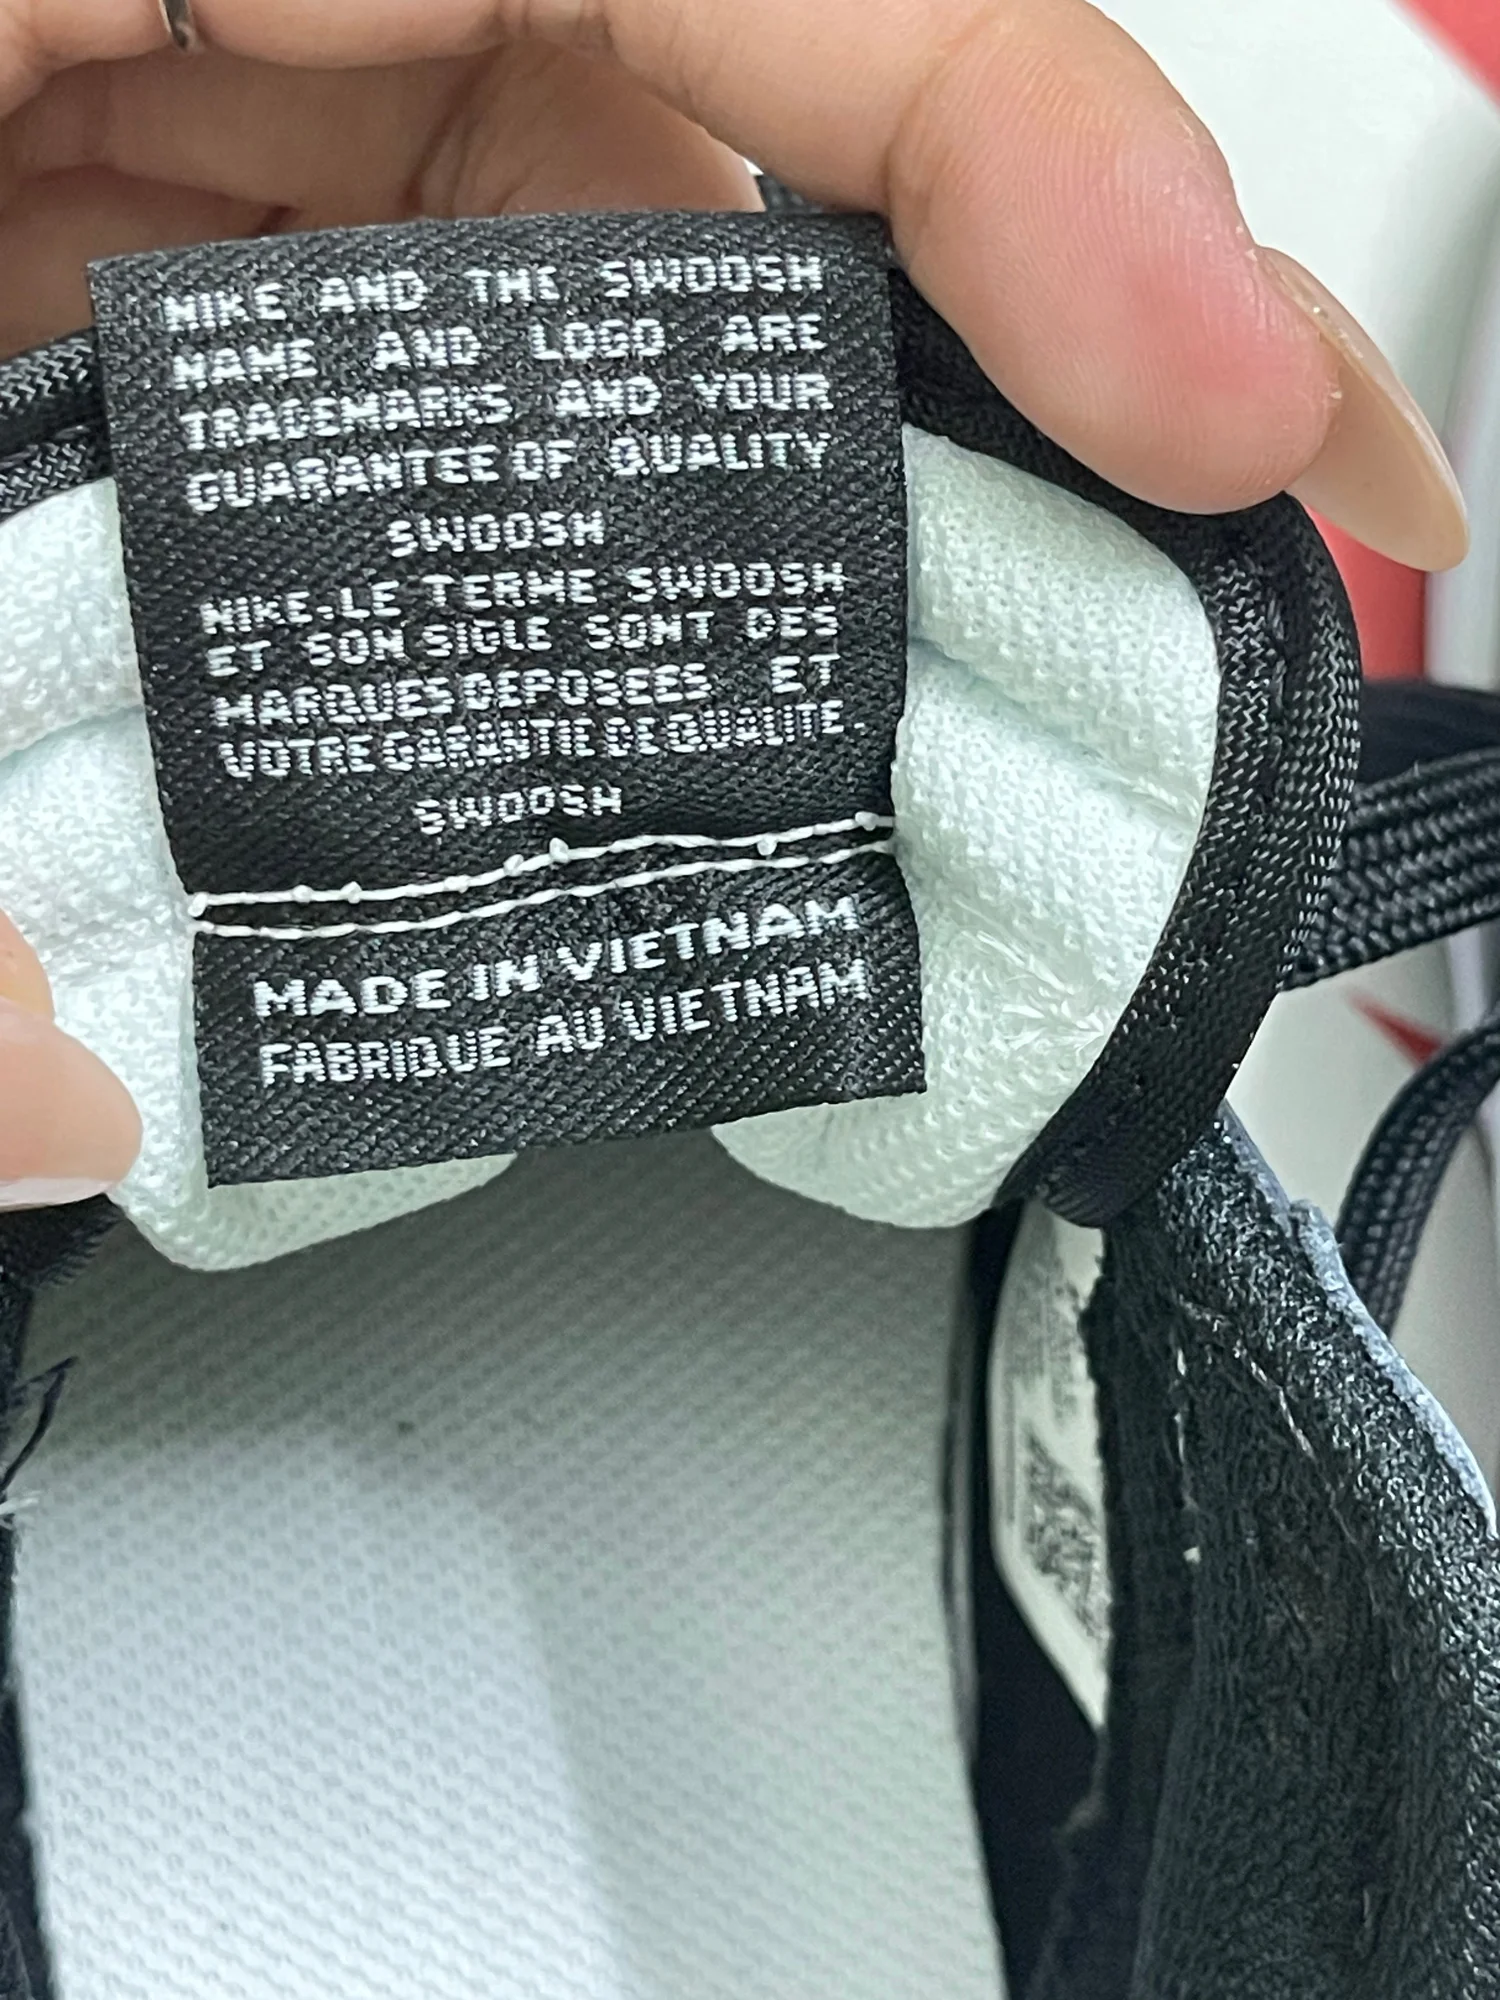 NIKE AND THE SWOOSH
NAME AND LOGO ARE
TRADEMARKS AND YOUR
GUARANTEE OF QUALITY
SWOOSH
NIKE,LE TERME SWOOSH
ET SON SIGLE SONT DES
MARQUES DEPOSEES ET
VOTRE GARANTIE DE QUALITE.
SWOOSH
MADE IN VIETNAM
FABRIQUE AU VIETNAM